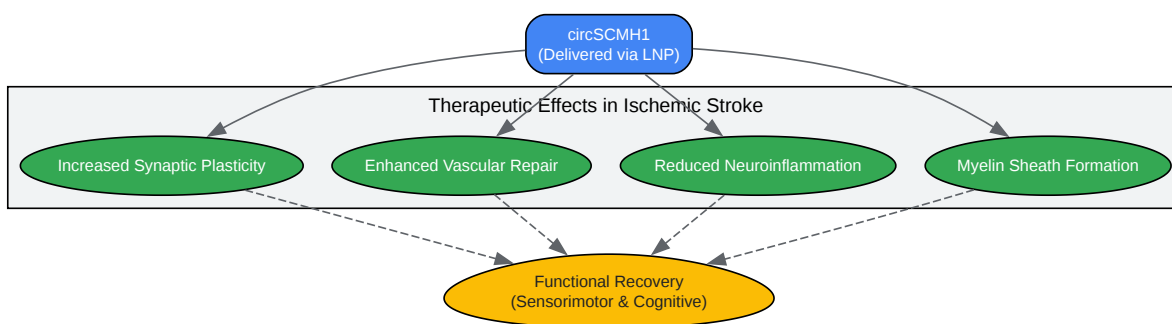 circSCMH1
(Delivered via LNP)
Therapeutic Effects in Ischemic Stroke
Increased Synaptic Plasticity
Enhanced Vascular Repair
Reduced Neuroinflammation
Myelin Sheath Formation
Functional Recovery
(Sensorimotor & Cognitive)